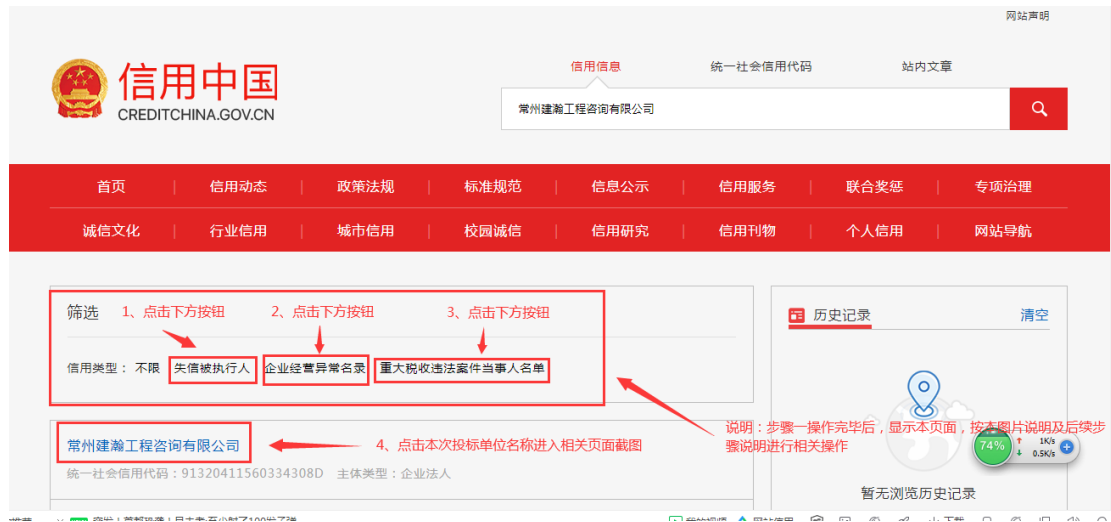 网站声明
信用中国
CREDITCHINA.GOV.CN
信用信息
统一社会信用代码
站内文章
常州建瀚工程咨询有限公司
首页 信用动态 政策法规 标准规范 信息公示 信用服务 联合奖惩 专项治理
诚信文化 行业信用 城市信用 校园诚信 信用研究 信用刊物 个人信用 网站导航
筛选
1、点击下方按钮
2、点击下方按钮
3、点击下方按钮
信用类型： 不限 失信被执行人 企业经营异常名录 重大税收违法案件当事人名单
历史记录
清空
说明：步骤一操作完毕后，显示本页面，按本图片说明及后续步
骤说明进行相关操作
常州建瀚工程咨询有限公司
4、点击本次投标单位名称进入相关页面截图
统一社会信用代码：91320411560334308D 主体类型：企业法人
74%
1K/s
0.5K/s
暂无浏览历史记录